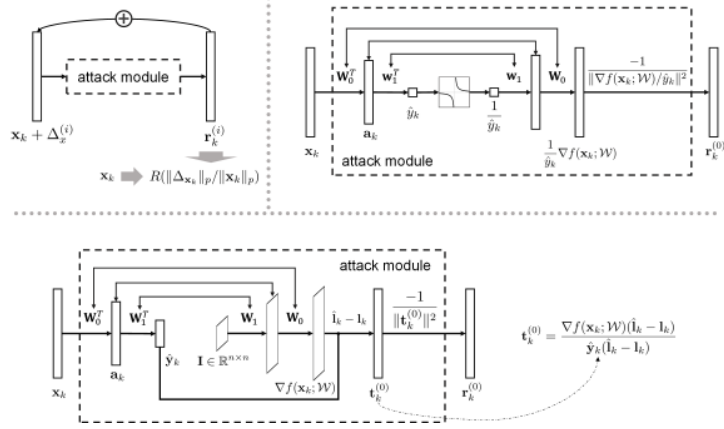 attack module
x_k + Δ_x^{(i)}
r_k^{(i)}
x_k R(‖Δ_{x_k}‖_p/‖x_k‖_p)
W_0^T w_1^T w_1 W_0
-1 / ‖∇f(x_k; W)/ŷ_k‖^2
ŷ_k
1/ŷ_k
a_k
x_k
1/ŷ_k ∇f(x_k; W)
r_k^{(0)}
attack module
attack module
W_0^T W_1^T W_1 W_0
l̂_k − l_k
-1 / ‖t_k^{(0)}‖^2
ŷ_k
I ∈ ℝ^{n×n}
a_k
∇f(x_k; W)
x_k
t_k^{(0)}
r_k^{(0)}
t_k^{(0)} = ∇f(x_k; W)(l̂_k − l_k) / ŷ_k(l̂_k − l_k)